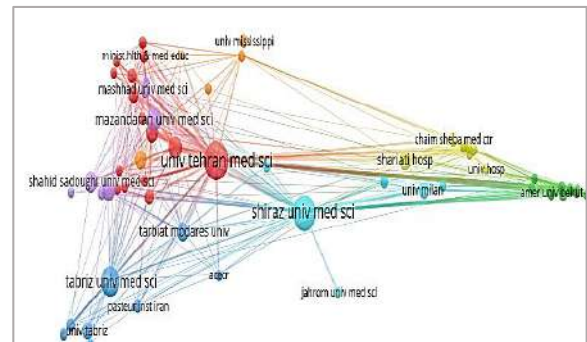 univ mississippi
minist hlth & med educ
mashhad univ med sci
mazandaran univ med sci
chaim sheba med ctr
univ tehran med sci
shariati hosp
univ hosp
shahid sadoughi univ med sci
univ milan
amer univ beirut
shiraz univ med sci
tarbiat modares univ
tabriz univ med sci
jahrom univ med sci
pasteur inst iran
univ tabriz